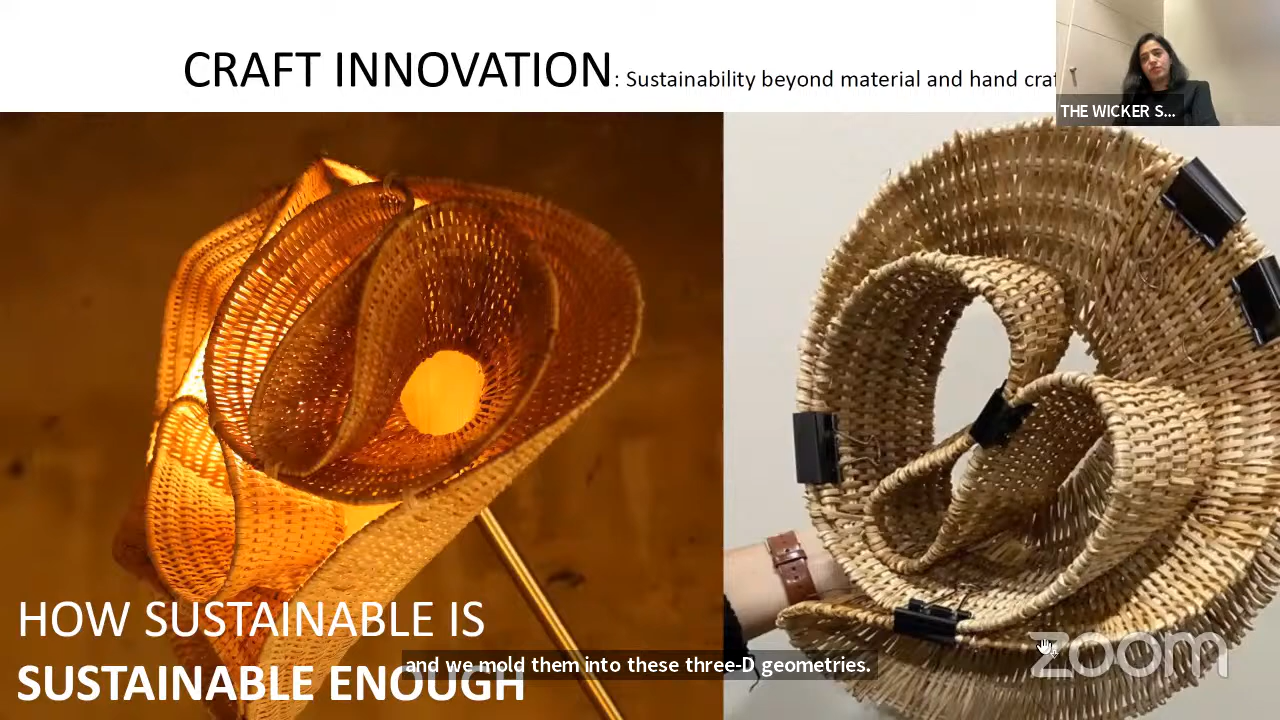 CRAFT INNOVATION: Sustainability beyond material and hand craf
THE WICKER S...
HOW SUSTAINABLE IS
SUSTAINABLE ENOUGH
and we mold them into these three-D geometries.
zoom